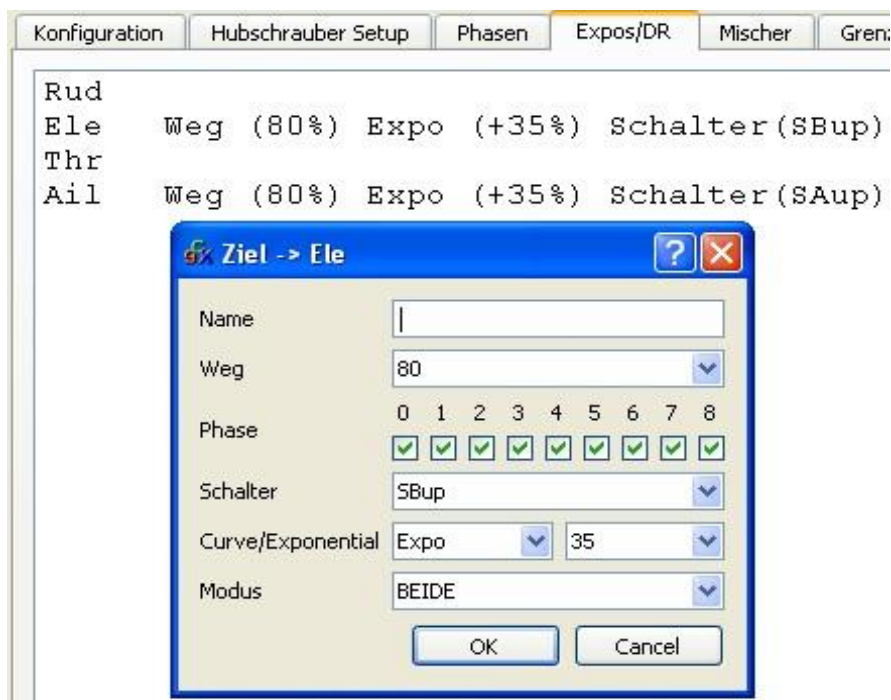 Konfiguration Hubschrauber Setup Phasen Expos/DR Mischer Gren
Rud
Ele Weg (80%) Expo (+35%) Schalter(SBup)
Thr
Ail Weg (80%) Expo (+35%) Schalter(SAup)
Ziel -> Ele
Name
Weg 80
0 1 2 3 4 5 6 7 8
Phase
Schalter SBup
Curve/Exponential Expo 35
Modus BEIDE
OK Cancel